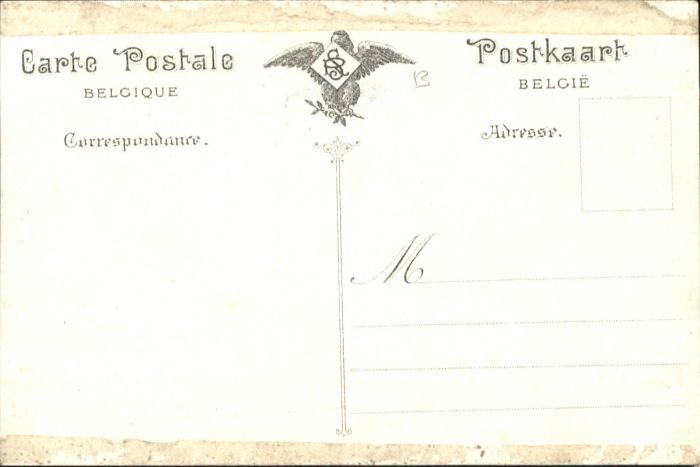 Carte Postale
BELGIQUE
Correspondance.
B
Postkaart
BELGIË
Adresse.
M